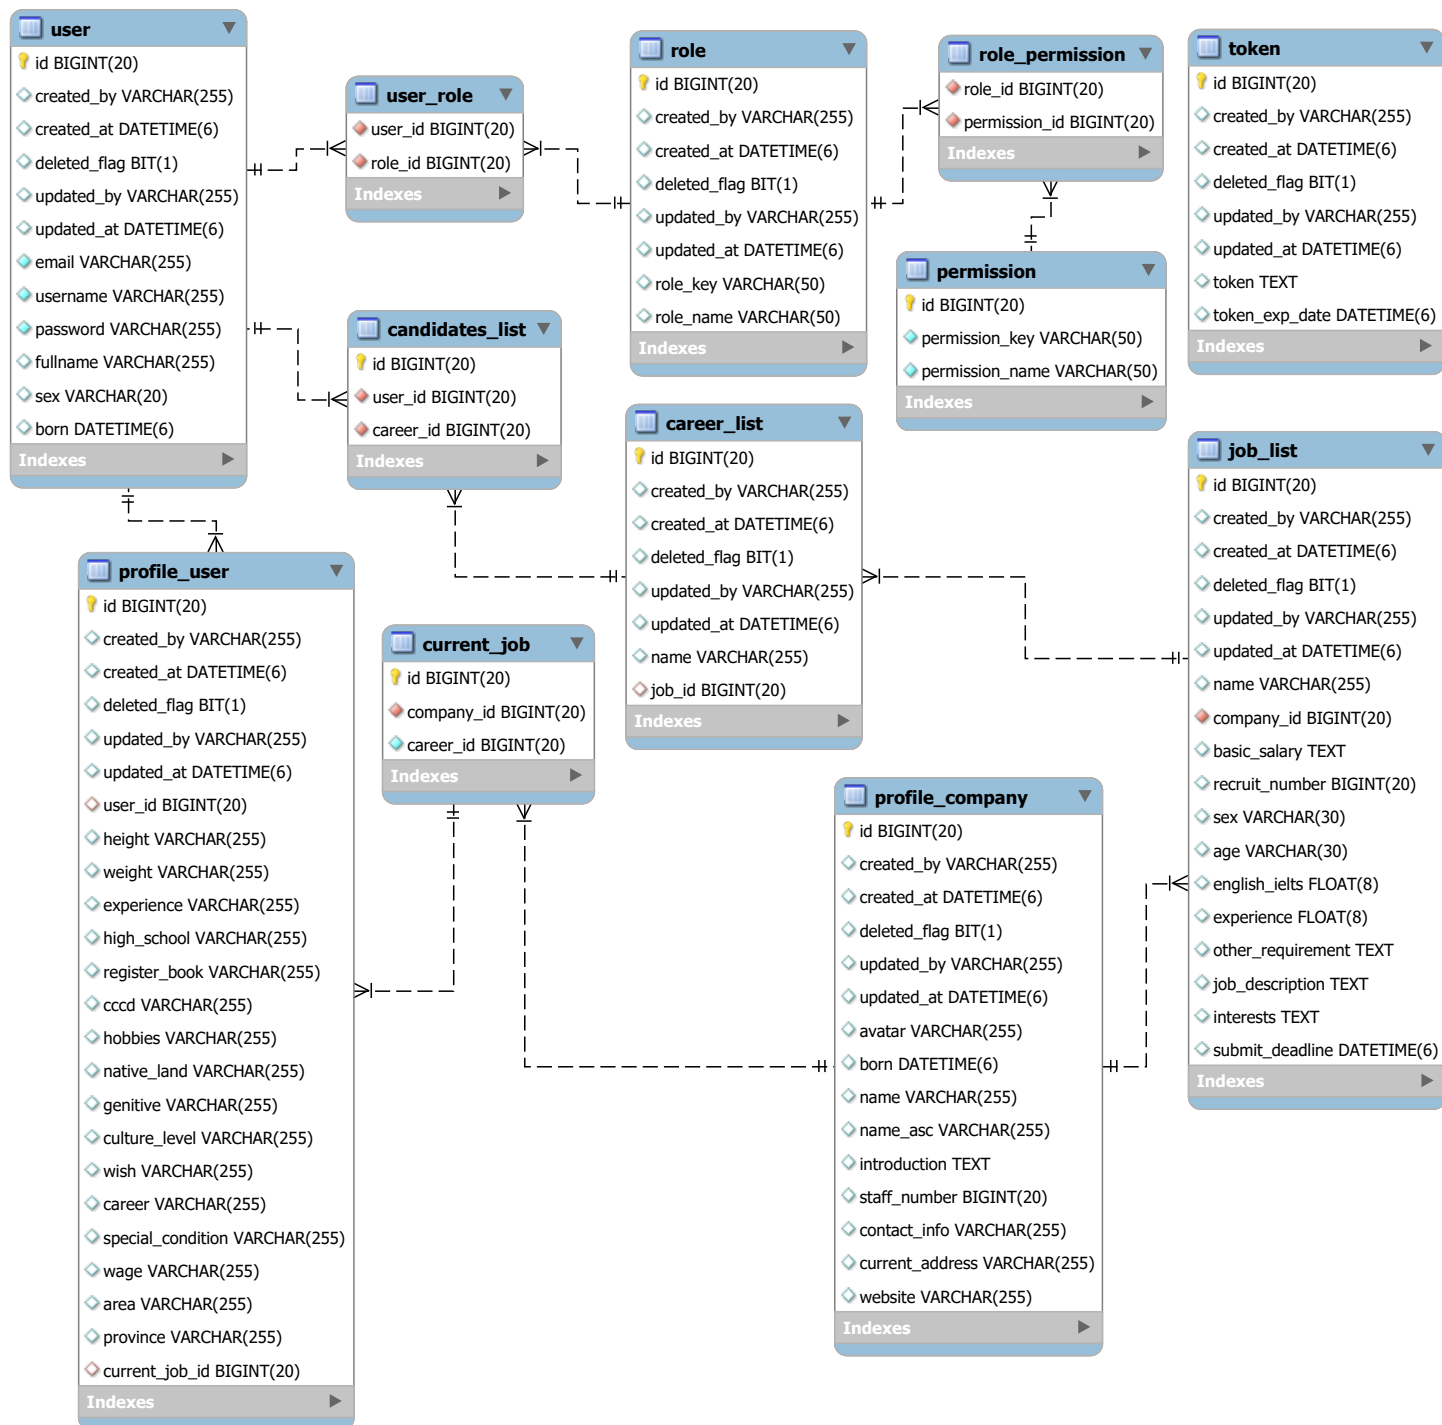 user
id BIGINT(20)
created_by VARCHAR(255)
created_at DATETIME(6)
deleted_flag BIT(1)
updated_by VARCHAR(255)
updated_at DATETIME(6)
email VARCHAR(255)
username VARCHAR(255)
password VARCHAR(255)
fullname VARCHAR(255)
sex VARCHAR(20)
born DATETIME(6)
Indexes
user_role
user_id BIGINT(20)
role_id BIGINT(20)
Indexes
role
id BIGINT(20)
created_by VARCHAR(255)
created_at DATETIME(6)
deleted_flag BIT(1)
updated_by VARCHAR(255)
updated_at DATETIME(6)
role_key VARCHAR(50)
role_name VARCHAR(50)
Indexes
role_permission
role_id BIGINT(20)
permission_id BIGINT(20)
Indexes
token
id BIGINT(20)
created_by VARCHAR(255)
created_at DATETIME(6)
deleted_flag BIT(1)
updated_by VARCHAR(255)
updated_at DATETIME(6)
token TEXT
token_exp_date DATETIME(6)
Indexes
permission
id BIGINT(20)
permission_key VARCHAR(50)
permission_name VARCHAR(50)
Indexes
candidates_list
id BIGINT(20)
user_id BIGINT(20)
career_id BIGINT(20)
Indexes
career_list
id BIGINT(20)
created_by VARCHAR(255)
created_at DATETIME(6)
deleted_flag BIT(1)
updated_by VARCHAR(255)
updated_at DATETIME(6)
name VARCHAR(255)
job_id BIGINT(20)
Indexes
job_list
id BIGINT(20)
created_by VARCHAR(255)
created_at DATETIME(6)
deleted_flag BIT(1)
updated_by VARCHAR(255)
updated_at DATETIME(6)
name VARCHAR(255)
company_id BIGINT(20)
basic_salary TEXT
recruit_number BIGINT(20)
sex VARCHAR(30)
age VARCHAR(30)
english_ielts FLOAT(8)
experience FLOAT(8)
other_requirement TEXT
job_description TEXT
interests TEXT
submit_deadline DATETIME(6)
Indexes
profile_user
id BIGINT(20)
created_by VARCHAR(255)
created_at DATETIME(6)
deleted_flag BIT(1)
updated_by VARCHAR(255)
updated_at DATETIME(6)
user_id BIGINT(20)
height VARCHAR(255)
weight VARCHAR(255)
experience VARCHAR(255)
high_school VARCHAR(255)
register_book VARCHAR(255)
cccd VARCHAR(255)
hobbies VARCHAR(255)
native_land VARCHAR(255)
genitive VARCHAR(255)
culture_level VARCHAR(255)
wish VARCHAR(255)
career VARCHAR(255)
special_condition VARCHAR(255)
wage VARCHAR(255)
area VARCHAR(255)
province VARCHAR(255)
current_job_id BIGINT(20)
Indexes
current_job
id BIGINT(20)
company_id BIGINT(20)
career_id BIGINT(20)
Indexes
profile_company
id BIGINT(20)
created_by VARCHAR(255)
created_at DATETIME(6)
deleted_flag BIT(1)
updated_by VARCHAR(255)
updated_at DATETIME(6)
avatar VARCHAR(255)
born DATETIME(6)
name VARCHAR(255)
name_asc VARCHAR(255)
introduction TEXT
staff_number BIGINT(20)
contact_info VARCHAR(255)
current_address VARCHAR(255)
website VARCHAR(255)
Indexes